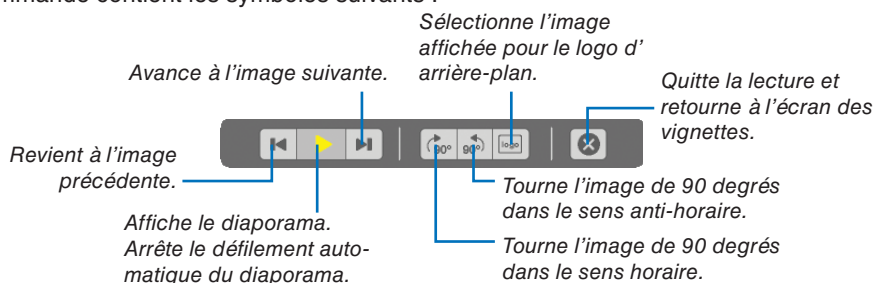 mmande contient les symboles suivants :
Sélectionne l'image
affichée pour le logo d'
arrière-plan.
Avance à l'image suivante.
Quitte la lecture et
retourne à l'écran des
vignettes.
90°
90°
logo
Revient à l'image
précédente.
Tourne l'image de 90 degrés
dans le sens anti-horaire.
Affiche le diaporama.
Arrête le défilement auto-
matique du diaporama.
Tourne l'image de 90 degrés
dans le sens horaire.